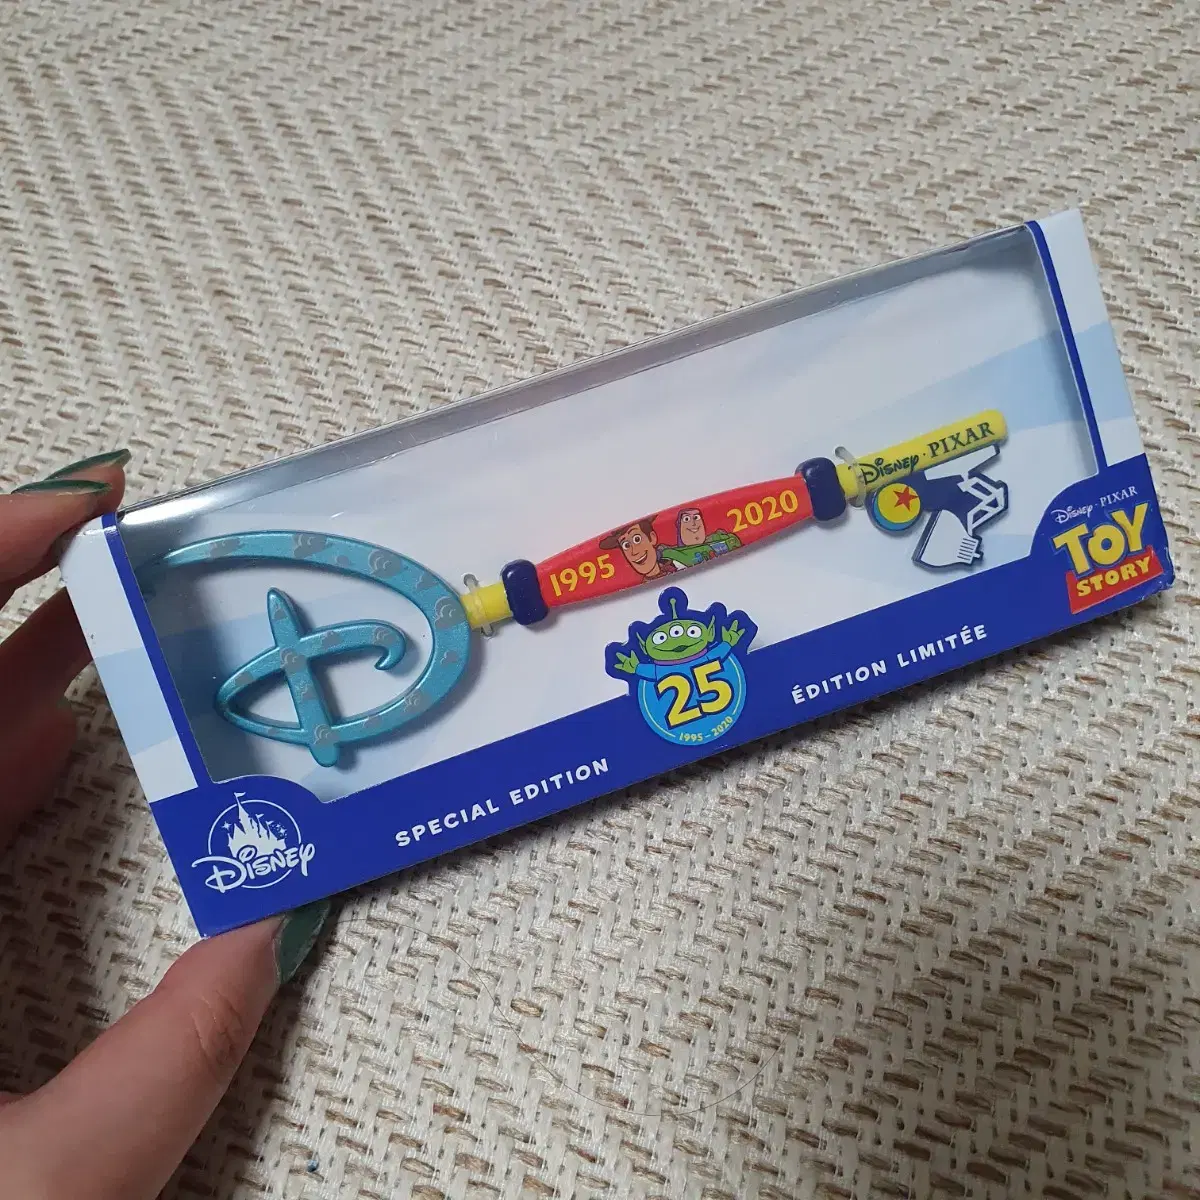 1995
2020
Disney · PIXAR
Disney · PIXAR
TOY
STORY
25
1995-2020
Disney
SPECIAL EDITION
ÉDITION LIMITÉE